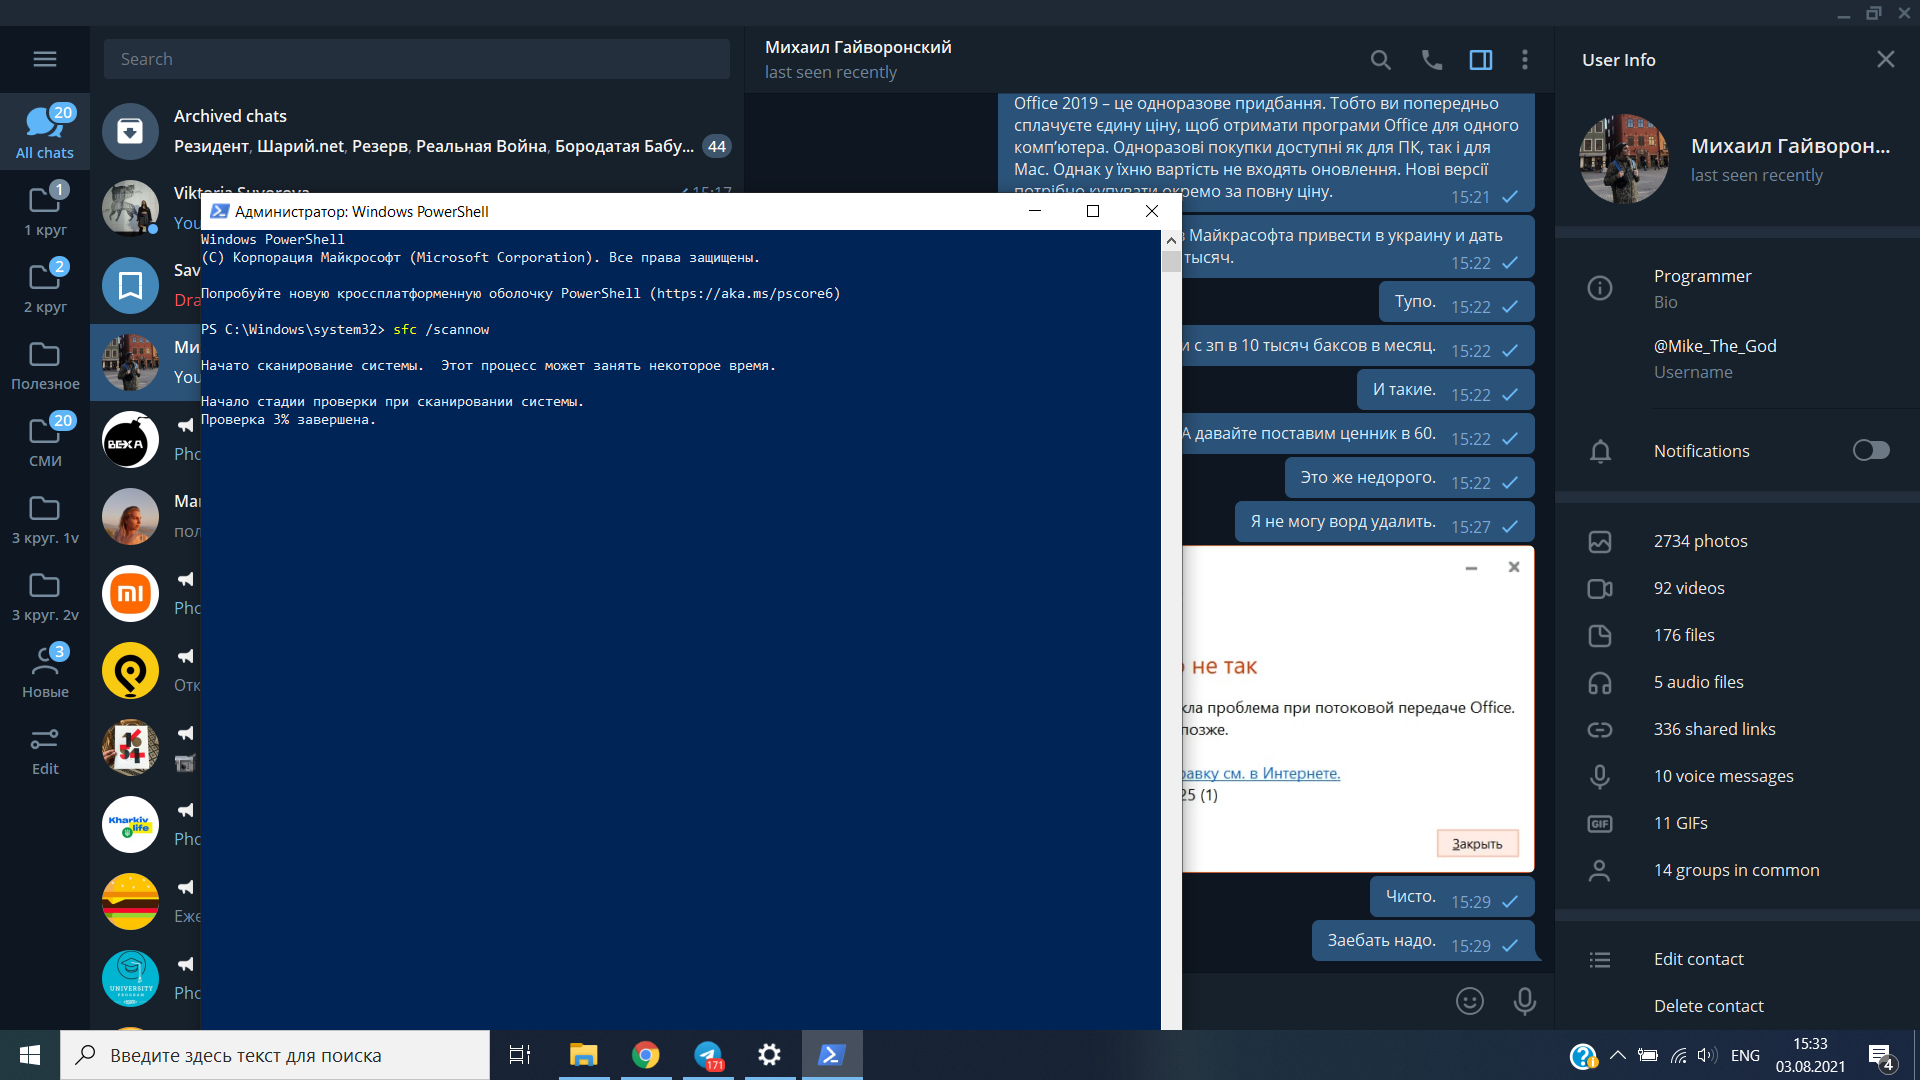 Search
All chats
20
1 круг
1
2 круг
2
Полезное
СМИ
20
3 круг. 1v
3 круг. 2v
Новые
3
Edit
Archived chats
Резидент, Шарий.net, Резерв, Реальная Война, Бородатая Бабу...
44
15:17
You
Sav
Dra
Ми
You
BEXA
Pho
Mar
пол
Pho
Отк
Kharkiv life
Pho
Еже
UNIVERSITY
Pho
Михаил Гайворонский
last seen recently
Office 2019 – це одноразове придбання. Тобто ви попередньо
сплачуєте єдину ціну, щоб отримати програми Office для одного
комп’ютера. Одноразові покупки доступні як для ПК, так і для
Mac. Однак у їхню вартість не входять оновлення. Нові версії
потрібно купувати окремо за повну ціну.
15:21
Майкрасофта привести в украину и дать
тысяч.
15:22
Тупо.
15:22
с зп в 10 тысяч баксов в месяц.
15:22
И такие.
15:22
А давайте поставим ценник в 60.
15:22
Это же недорого.
15:22
Я не могу ворд удалить.
15:27
не так
кла проблема при потоковой передаче Office.
позже.
авку см. в Интернете.
25 (1)
Закрыть
Чисто.
15:29
Заебать надо.
15:29
Администратор: Windows PowerShell
Windows PowerShell
(C) Корпорация Майкрософт (Microsoft Corporation). Все права защищены.
Попробуйте новую кроссплатформенную оболочку PowerShell (https://aka.ms/pscore6)
PS C:\Windows\system32> sfc /scannow
Начато сканирование системы.  Этот процесс может занять некоторое время.
Начало стадии проверки при сканировании системы.
Проверка 3% завершена.
User Info
Михаил Гайворон...
last seen recently
Programmer
Bio
@Mike_The_God
Username
Notifications
2734 photos
92 videos
176 files
5 audio files
336 shared links
10 voice messages
GIF
11 GIFs
14 groups in common
Edit contact
Delete contact
Введите здесь текст для поиска
171
ENG
15:33
03.08.2021
4